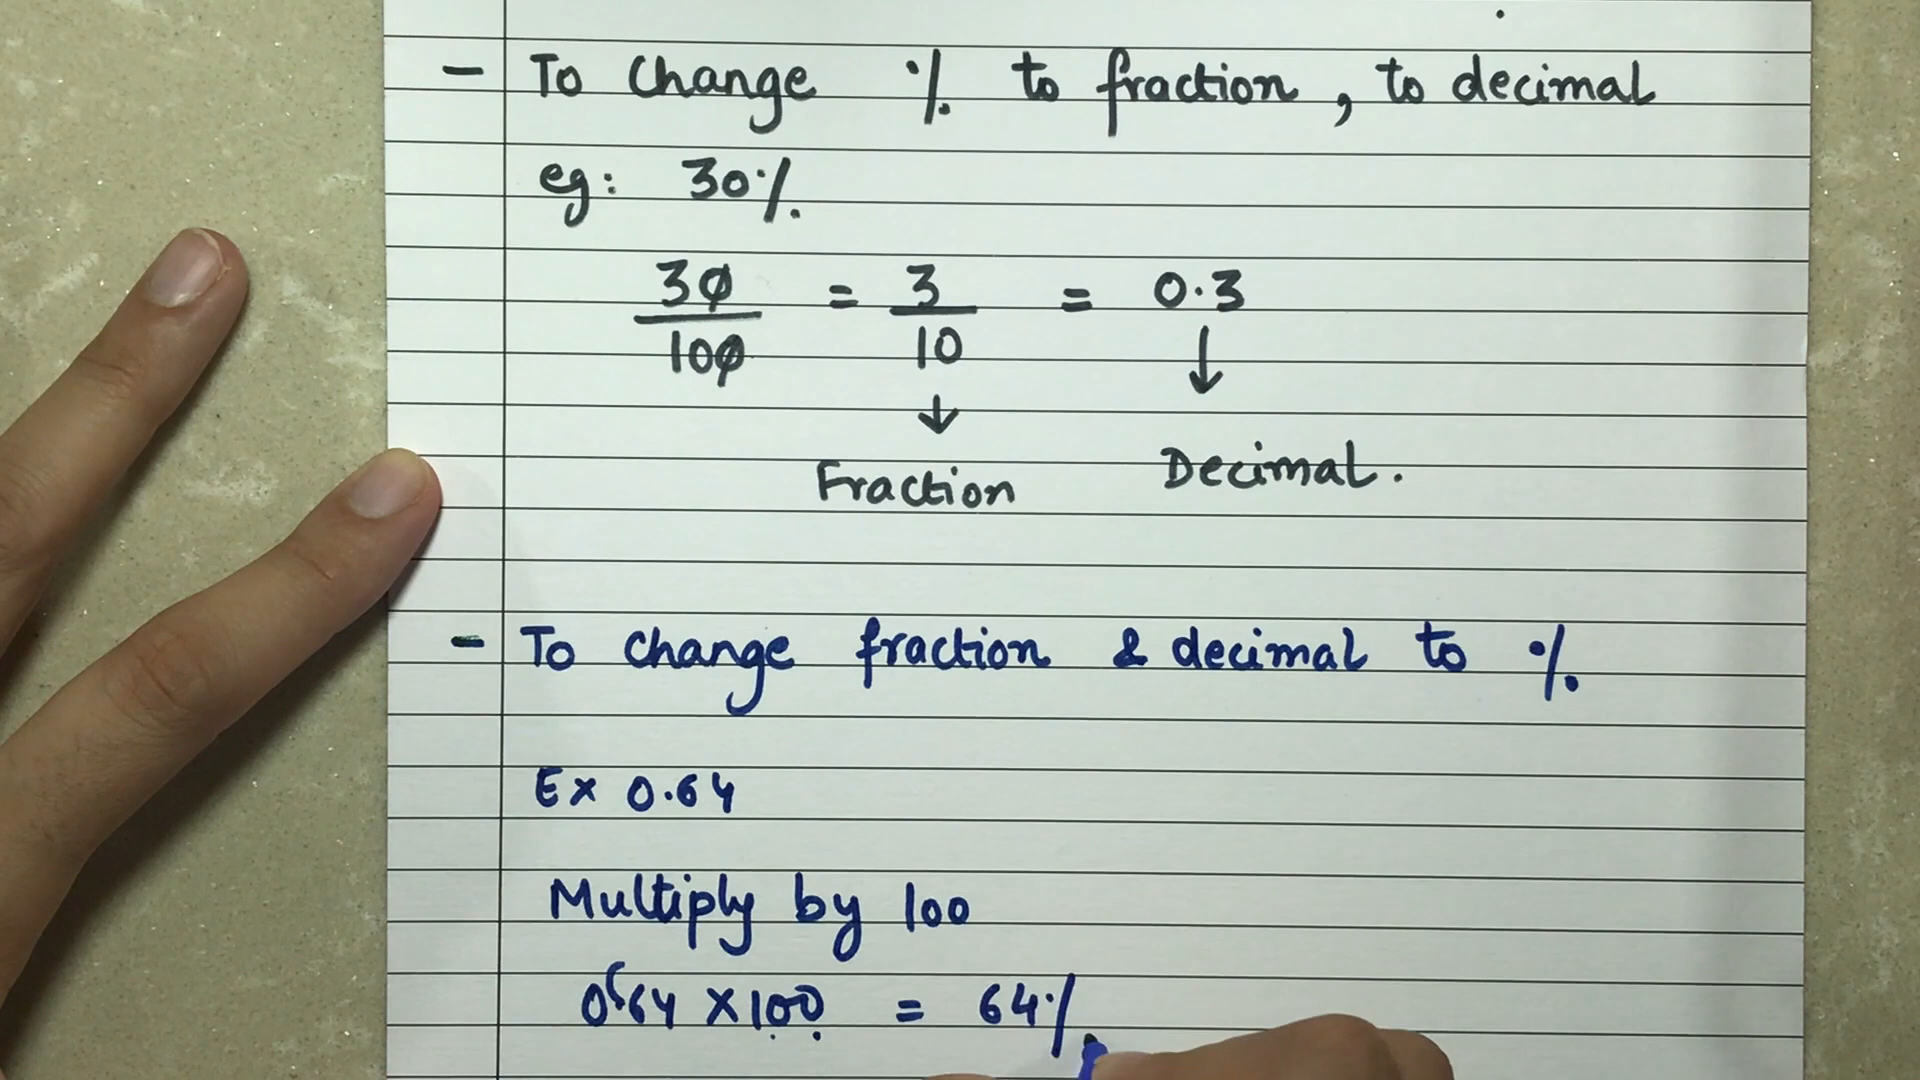 - To change % to fraction, to decimal
eg: 30%
30/100 = 3/10 = 0.3
↓ ↓
Fraction Decimal.
- To change fraction & decimal to %
Ex 0.64
Multiply by 100
0.64 x 100 = 64%